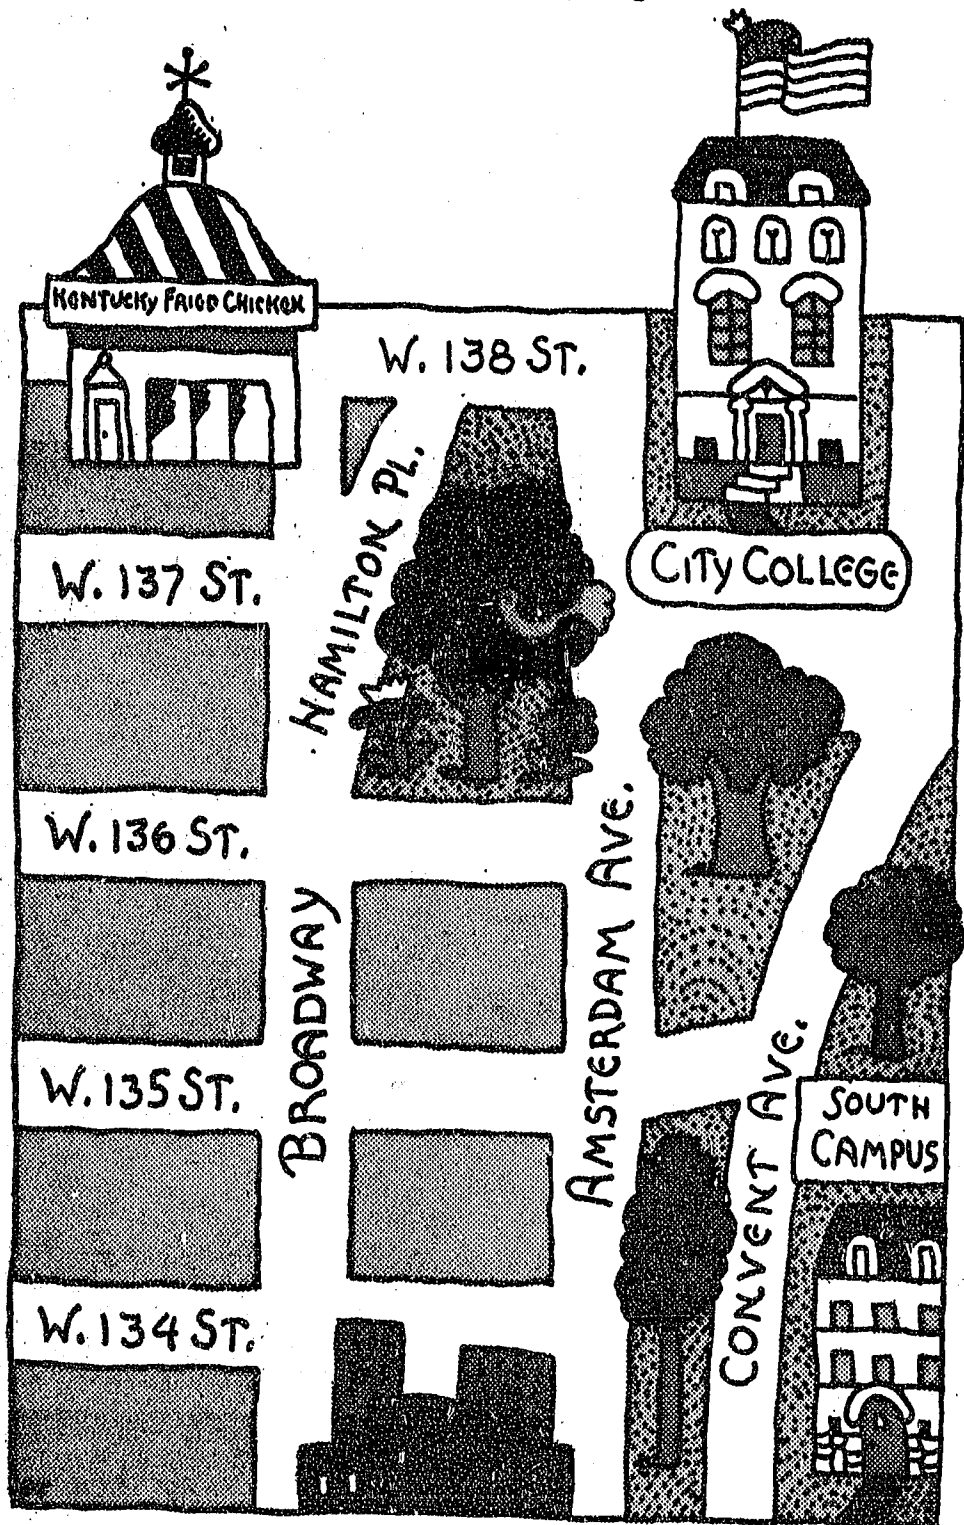 KENTUCKY FRIED CHICKEN
W. 138 ST.
HAMILTON PL.
CITY COLLEGE
W. 137 ST.
W. 136 ST.
BROADWAY
AMSTERDAM AVE.
W. 135 ST.
CONVENT AVE.
SOUTH
CAMPUS
W. 134 ST.